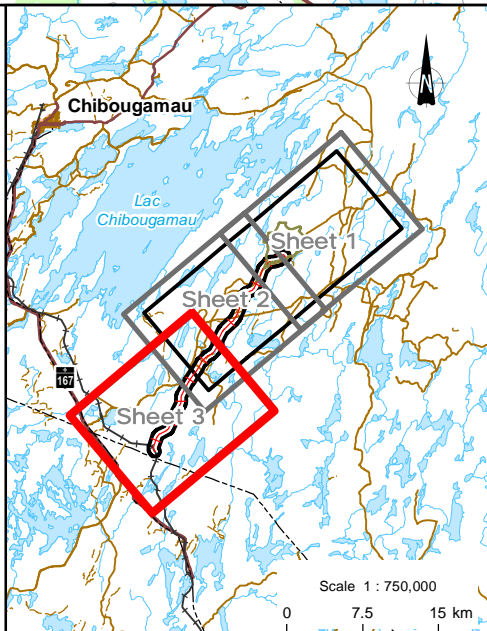 N
Chibougamau
Lac
Chibougamau
Sheet 1
Sheet 2
167
Sheet 3
Scale 1 : 750,000
0 7.5 15 km